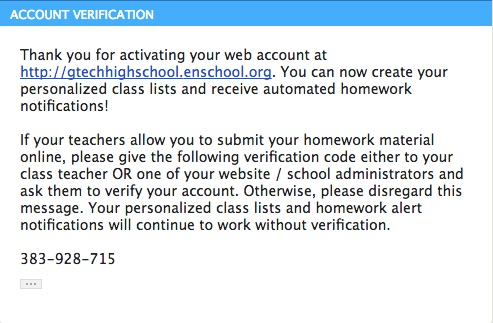 ACCOUNT VERIFICATION
Thank you for activating your web account at
http://gtechhighschool.enschool.org. You can now create your
personalized class lists and receive automated homework
notifications!
If your teachers allow you to submit your homework material
online, please give the following verification code either to your
class teacher OR one of your website / school administrators and
ask them to verify your account. Otherwise, please disregard this
message. Your personalized class lists and homework alert
notifications will continue to work without verification.
383-928-715
...